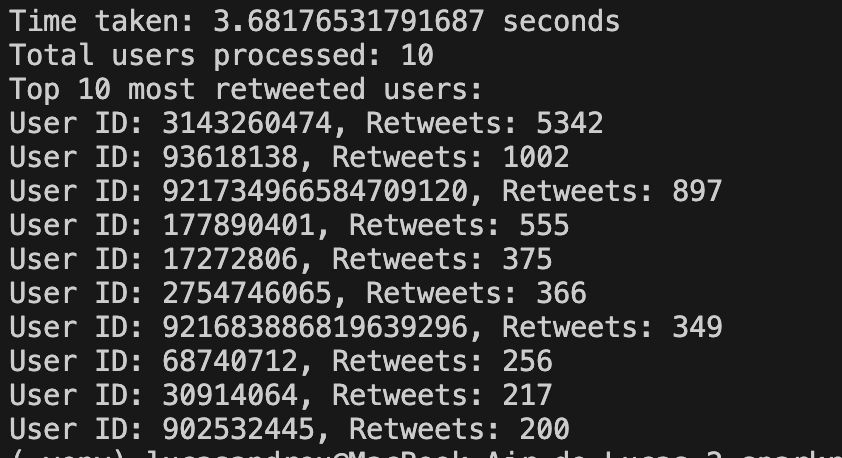 Time taken: 3.68176531791687 seconds
Total users processed: 10
Top 10 most retweeted users:
User ID: 3143260474, Retweets: 5342
User ID: 93618138, Retweets: 1002
User ID: 921734966584709120, Retweets: 897
User ID: 177890401, Retweets: 555
User ID: 17272806, Retweets: 375
User ID: 2754746065, Retweets: 366
User ID: 921683886819639296, Retweets: 349
User ID: 68740712, Retweets: 256
User ID: 30914064, Retweets: 217
User ID: 902532445, Retweets: 200